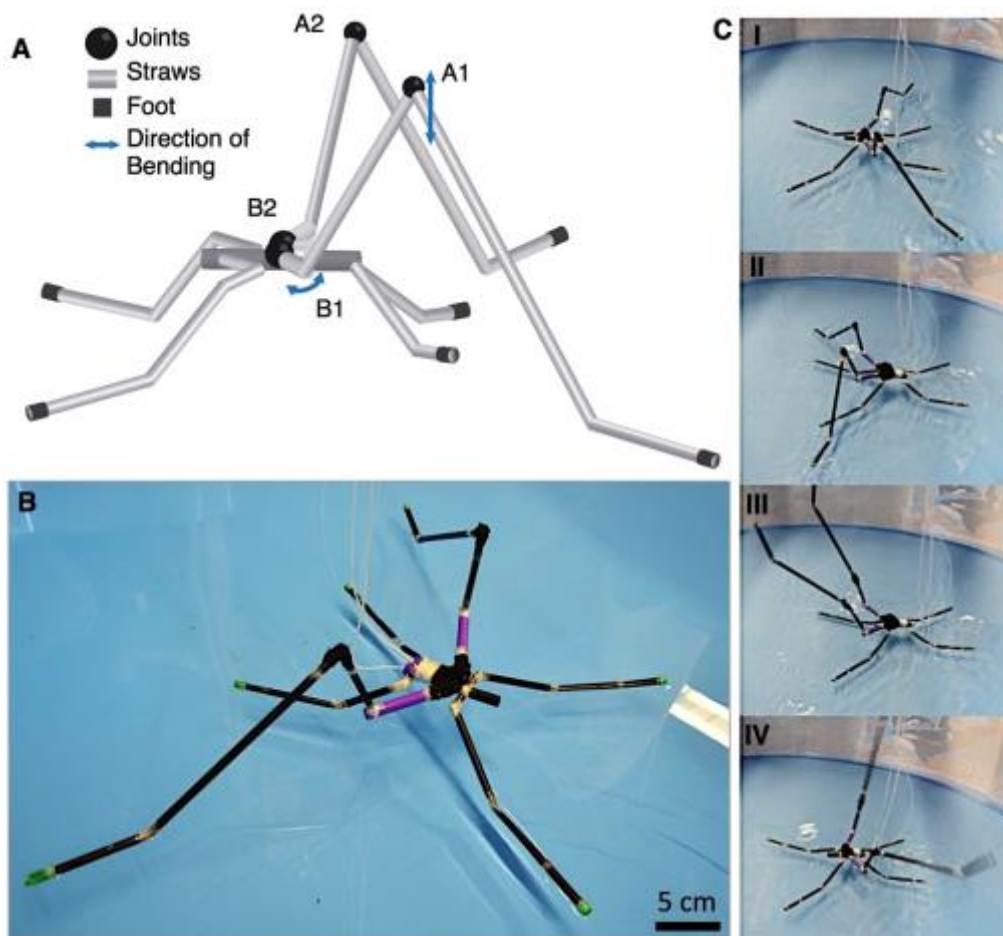 A
Joints
Straws
Foot
Direction of
Bending
A2
A1
B2
B1
B
5 cm
C
I
II
III
IV